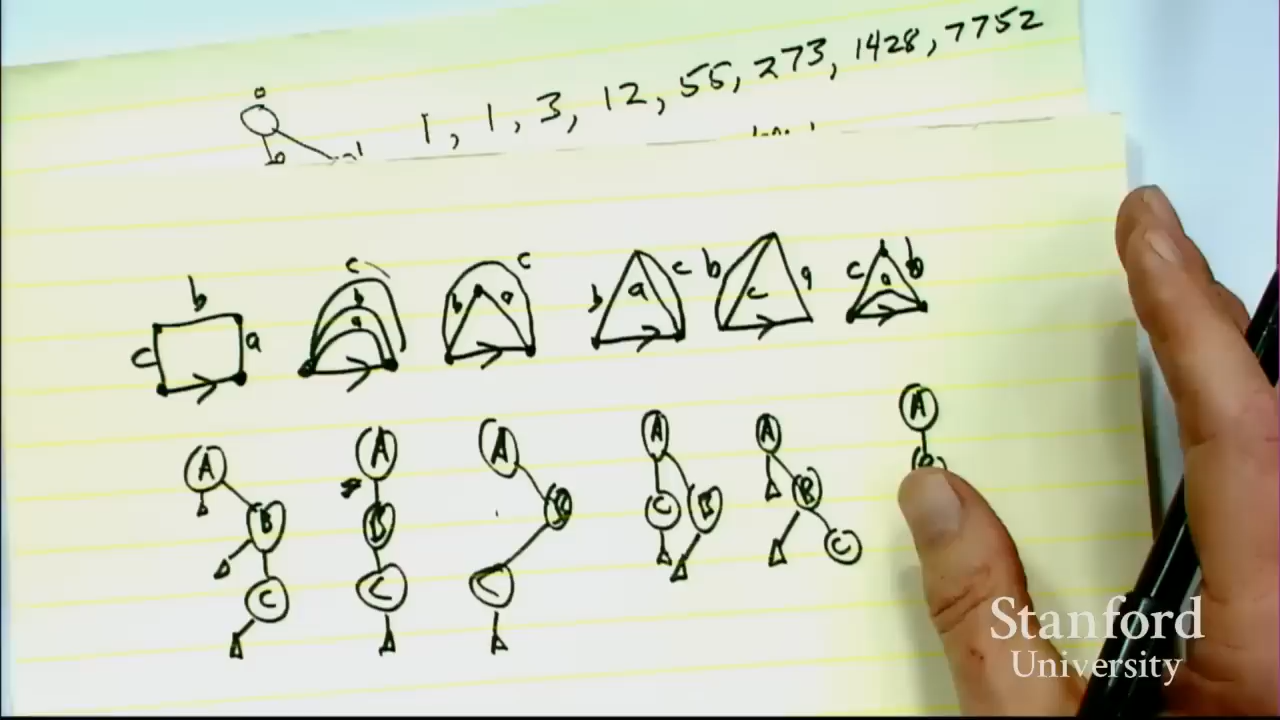 1, 1, 3, 12, 55, 273, 1428, 7752
b c c b c b
c a b a b a b a c a c b a
A A A A A A
B B B C B B
C C C C
Stanford
University